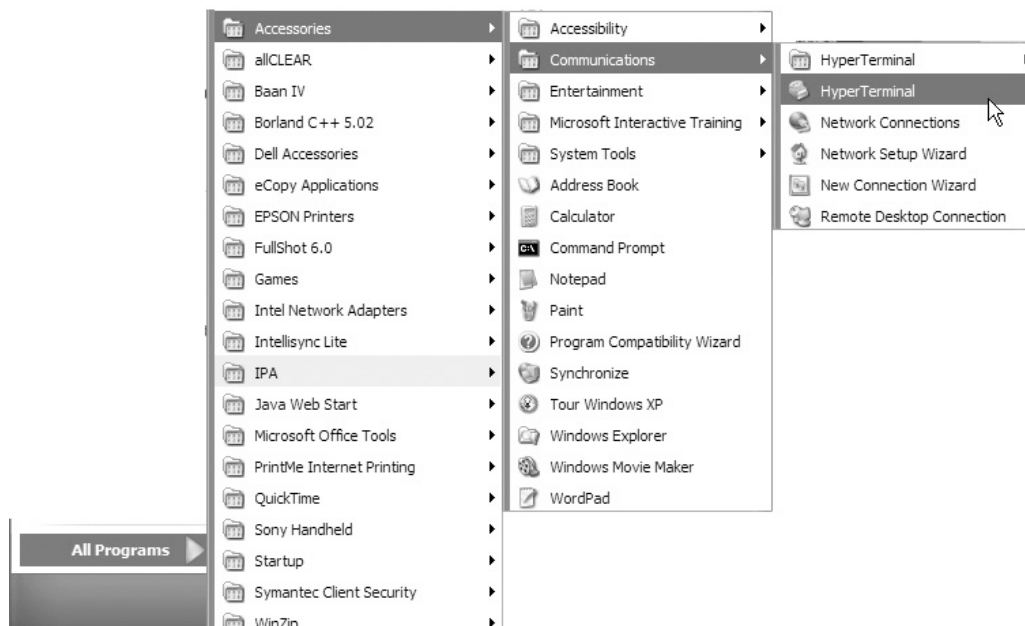 Accessories
allCLEAR
Baan IV
Borland C++ 5.02
Dell Accessories
eCopy Applications
EPSON Printers
FullShot 6.0
Games
Intel Network Adapters
Intellisync Lite
IPA
Java Web Start
Microsoft Office Tools
PrintMe Internet Printing
QuickTime
Sony Handheld
Startup
Symantec Client Security
WinZip
All Programs
Accessibility
Communications
Entertainment
Microsoft Interactive Training
System Tools
Address Book
Calculator
C:\
Command Prompt
Notepad
Paint
Program Compatibility Wizard
Synchronize
Tour Windows XP
Windows Explorer
Windows Movie Maker
WordPad
HyperTerminal
HyperTerminal
Network Connections
Network Setup Wizard
New Connection Wizard
Remote Desktop Connection